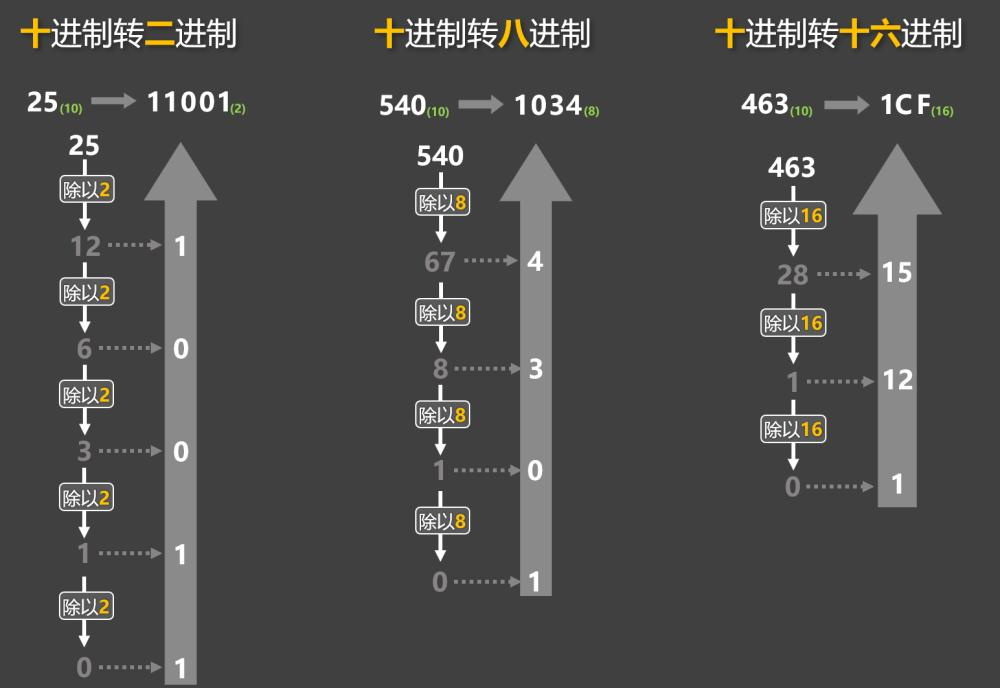 十进制转二进制
25(10) 11001(2)
25
除以2
12 1
除以2
6 0
除以2
3 0
除以2
1 1
除以2
0 1
十进制转八进制
540(10) 1034(8)
540
除以8
67 4
除以8
8 3
除以8
1 0
除以8
0 1
十进制转十六进制
463(10) 1CF(16)
463
除以16
28 15
除以16
1 12
除以16
0 1